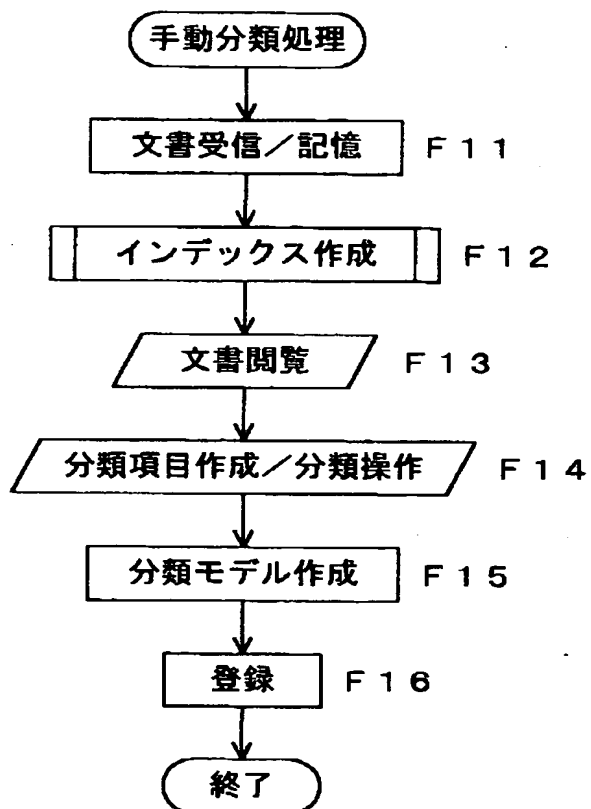 手動分類処理
文書受信／記憶 F11
インデックス作成 F12
文書閲覧 F13
分類項目作成／分類操作 F14
分類モデル作成 F15
登録 F16
終了